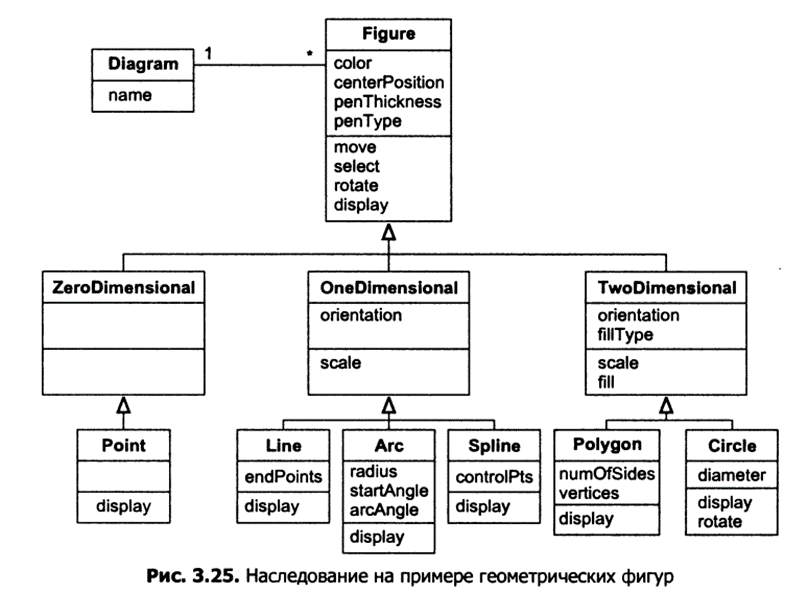 Figure
color
centerPosition
penThickness
penType
move
select
rotate
display
Diagram
name
1
*
ZeroDimensional
OneDimensional
orientation
scale
TwoDimensional
orientation
fillType
scale
fill
Point
display
Line
endPoints
display
Arc
radius
startAngle
arcAngle
display
Spline
controlPts
display
Polygon
numOfSides
vertices
display
Circle
diameter
display
rotate
Рис. 3.25. Наследование на примере геометрических фигур